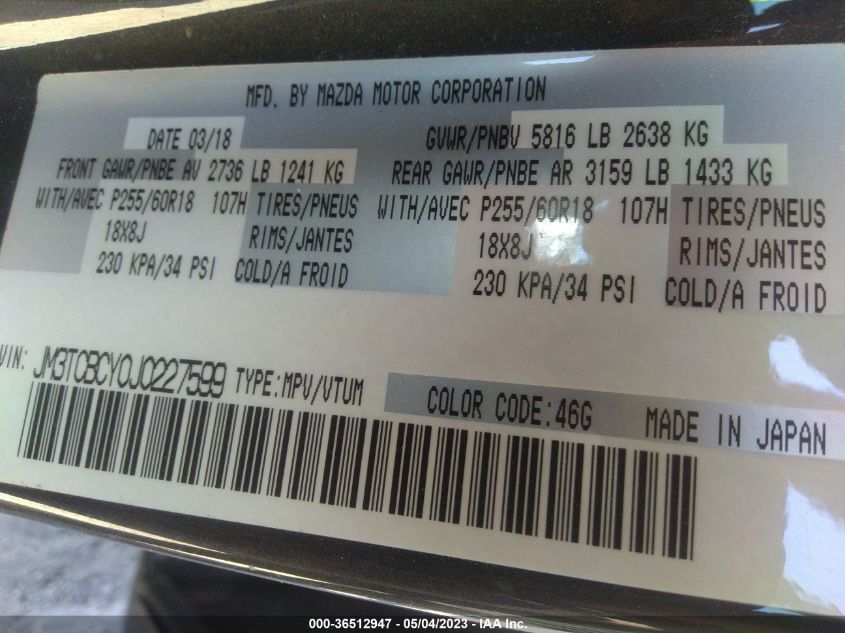 MFD. BY MAZDA MOTOR CORPORATION
DATE 03/18 GVWR/PNBV 5816 LB 2638 KG
FRONT GAWR/PNBE AV 2736 LB 1241 KG REAR GAWR/PNBE AR 3159 LB 1433 KG
WITH/AVEC P255/60R18 107H TIRES/PNEUS WITH/AVEC P255/60R18 107H TIRES/PNEUS
18X8J RIMS/JANTES 18X8J RIMS/JANTES
230 KPA/34 PSI COLD/A FROID 230 KPA/34 PSI COLD/A FROID
VIN: JM3TCBCY0J0227599 TYPE:MPV/VTUM COLOR CODE:46G MADE IN JAPAN
000-36512947 - 05/04/2023 - IAA Inc.